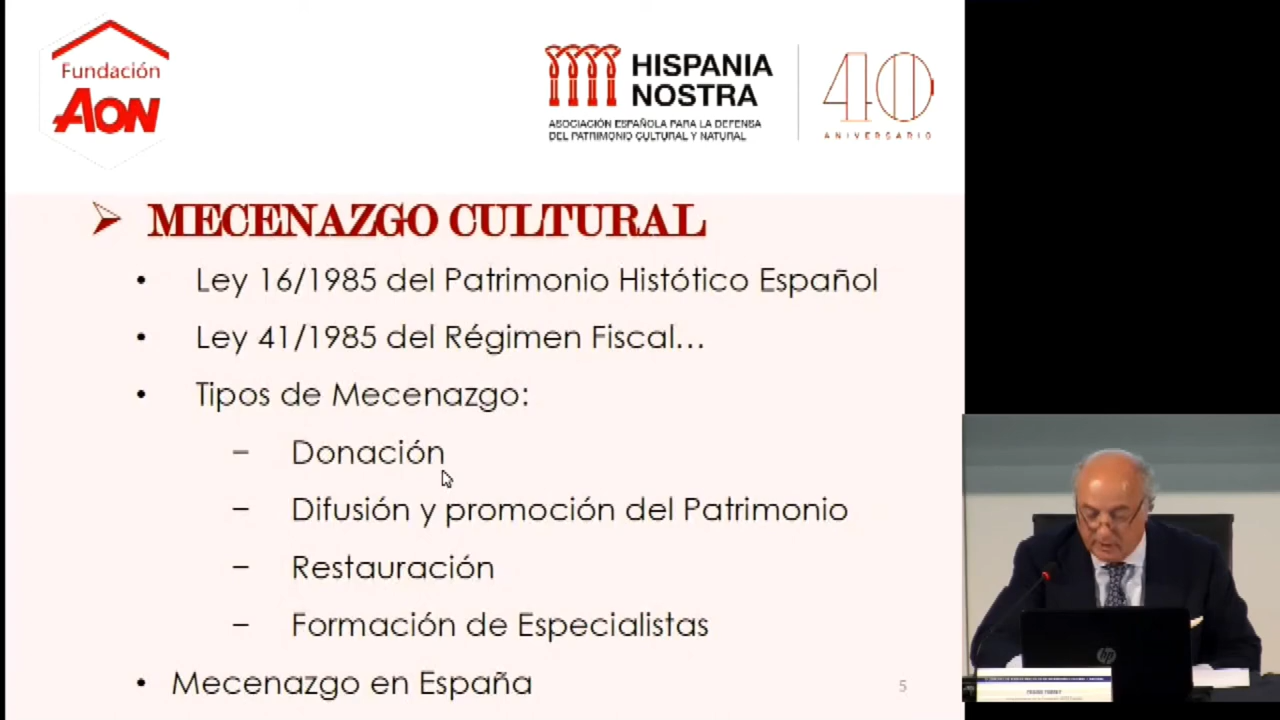 Fundación
AON
HISPANIA
NOSTRA
ASOCIACIÓN ESPAÑOLA PARA LA DEFENSA
DEL PATRIMONIO CULTURAL Y NATURAL
40
ANIVERSARIO
MECENAZGO CULTURAL
• Ley 16/1985 del Patrimonio Histótico Español
• Ley 41/1985 del Régimen Fiscal...
• Tipos de Mecenazgo:
– Donación
– Difusión y promoción del Patrimonio
– Restauración
– Formación de Especialistas
• Mecenazgo en España
5
hp